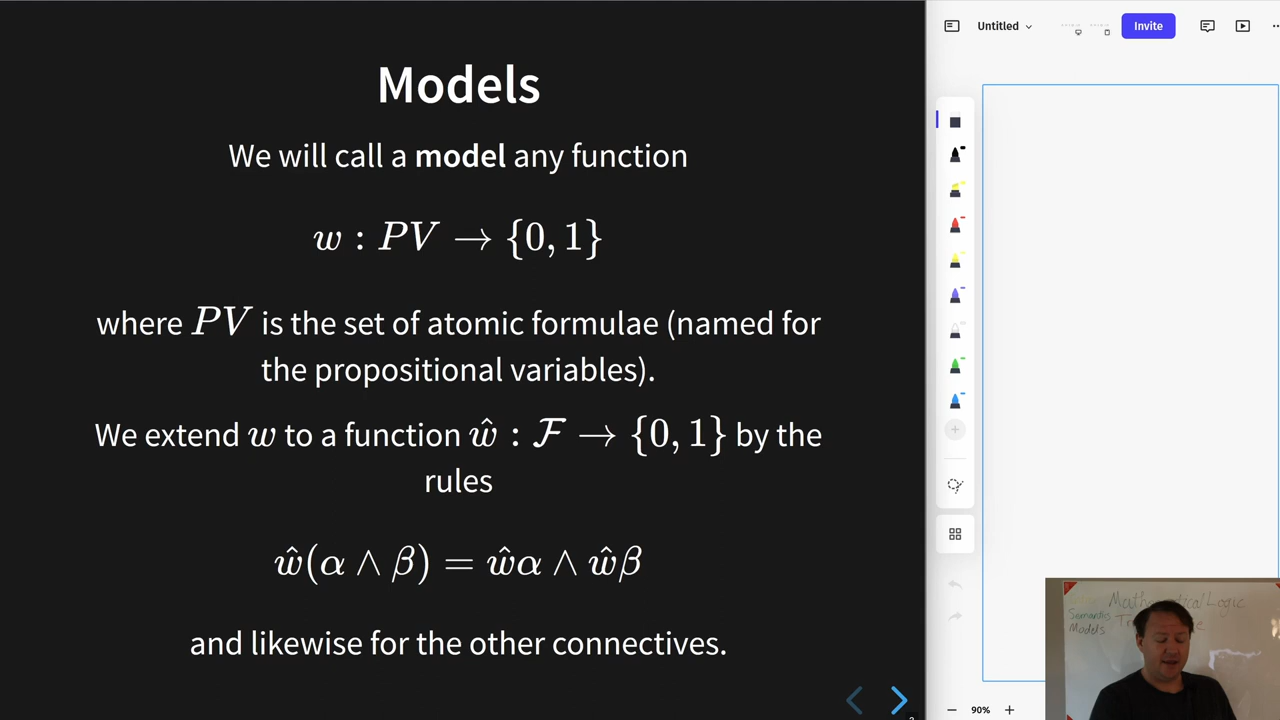 Models
We will call a model any function
w : PV → {0, 1}
where PV is the set of atomic formulae (named for
the propositional variables).
We extend w to a function ŵ : ℱ → {0, 1} by the
rules
ŵ(α ∧ β) = ŵα ∧ ŵβ
and likewise for the other connectives.
Untitled
Invite
90%
Mathematical Logic
Semantics
Models